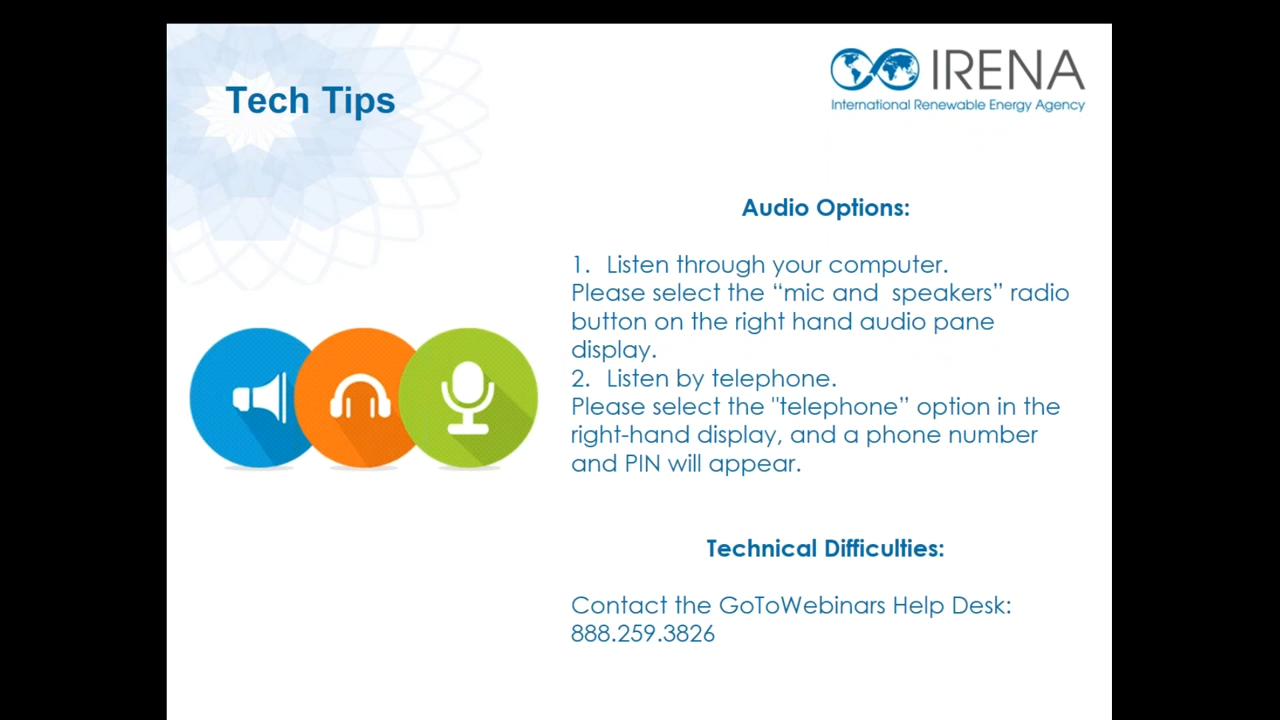 Tech Tips
IRENA
International Renewable Energy Agency
Audio Options:
1. Listen through your computer.
Please select the “mic and  speakers” radio
button on the right hand audio pane
display.
2. Listen by telephone.
Please select the "telephone” option in the
right-hand display, and a phone number
and PIN will appear.
Technical Difficulties:
Contact the GoToWebinars Help Desk:
888.259.3826